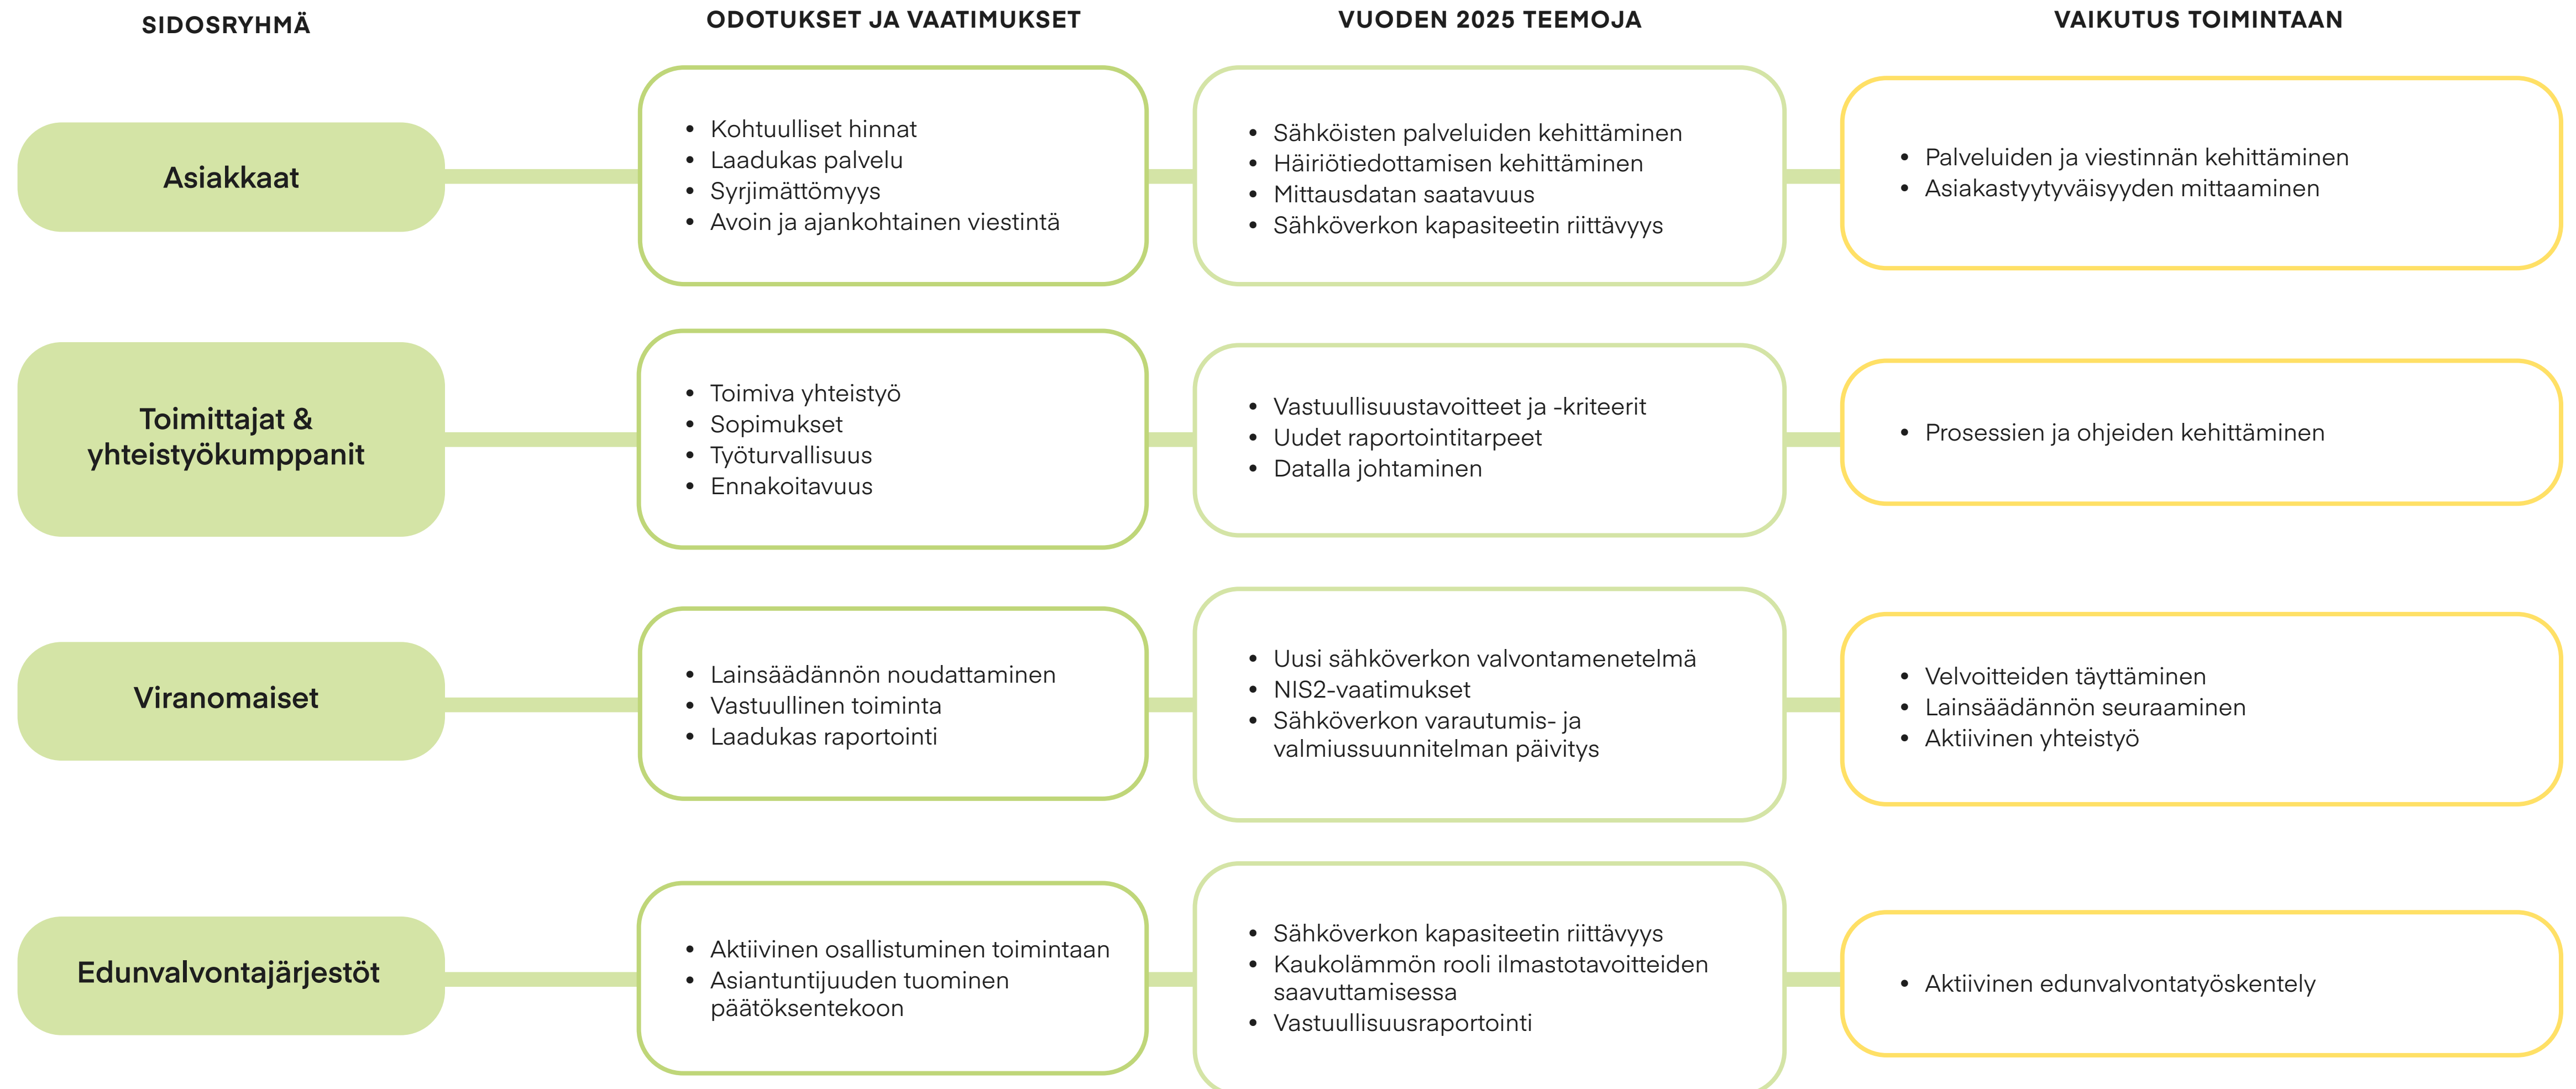 SIDOSRYHMÄ
ODOTUKSET JA VAATIMUKSET
VUODEN 2025 TEEMOJA
VAIKUTUS TOIMINTAAN
Asiakkaat
• Kohtuulliset hinnat
• Laadukas palvelu
• Syrjimättömyys
• Avoin ja ajankohtainen viestintä
• Sähköisten palveluiden kehittäminen
• Häiriötiedottamisen kehittäminen
• Mittausdatan saatavuus
• Sähköverkon kapasiteetin riittävyys
• Palveluiden ja viestinnän kehittäminen
• Asiakastyytyväisyyden mittaaminen
Toimittajat &
yhteistyökumppanit
• Toimiva yhteistyö
• Sopimukset
• Työturvallisuus
• Ennakoitavuus
• Vastuullisuustavoitteet ja -kriteerit
• Uudet raportointitarpeet
• Datalla johtaminen
• Prosessien ja ohjeiden kehittäminen
Viranomaiset
• Lainsäädännön noudattaminen
• Vastuullinen toiminta
• Laadukas raportointi
• Uusi sähköverkon valvontamenetelmä
• NIS2-vaatimukset
• Sähköverkon varautumis- ja
valmiussuunnitelman päivitys
• Velvoitteiden täyttäminen
• Lainsäädännön seuraaminen
• Aktiivinen yhteistyö
Edunvalvontajärjestöt
• Aktiivinen osallistuminen toimintaan
• Asiantuntijuuden tuominen
päätöksentekoon
• Sähköverkon kapasiteetin riittävyys
• Kaukolämmön rooli ilmastotavoitteiden
saavuttamisessa
• Vastuullisuusraportointi
• Aktiivinen edunvalvontatyöskentely